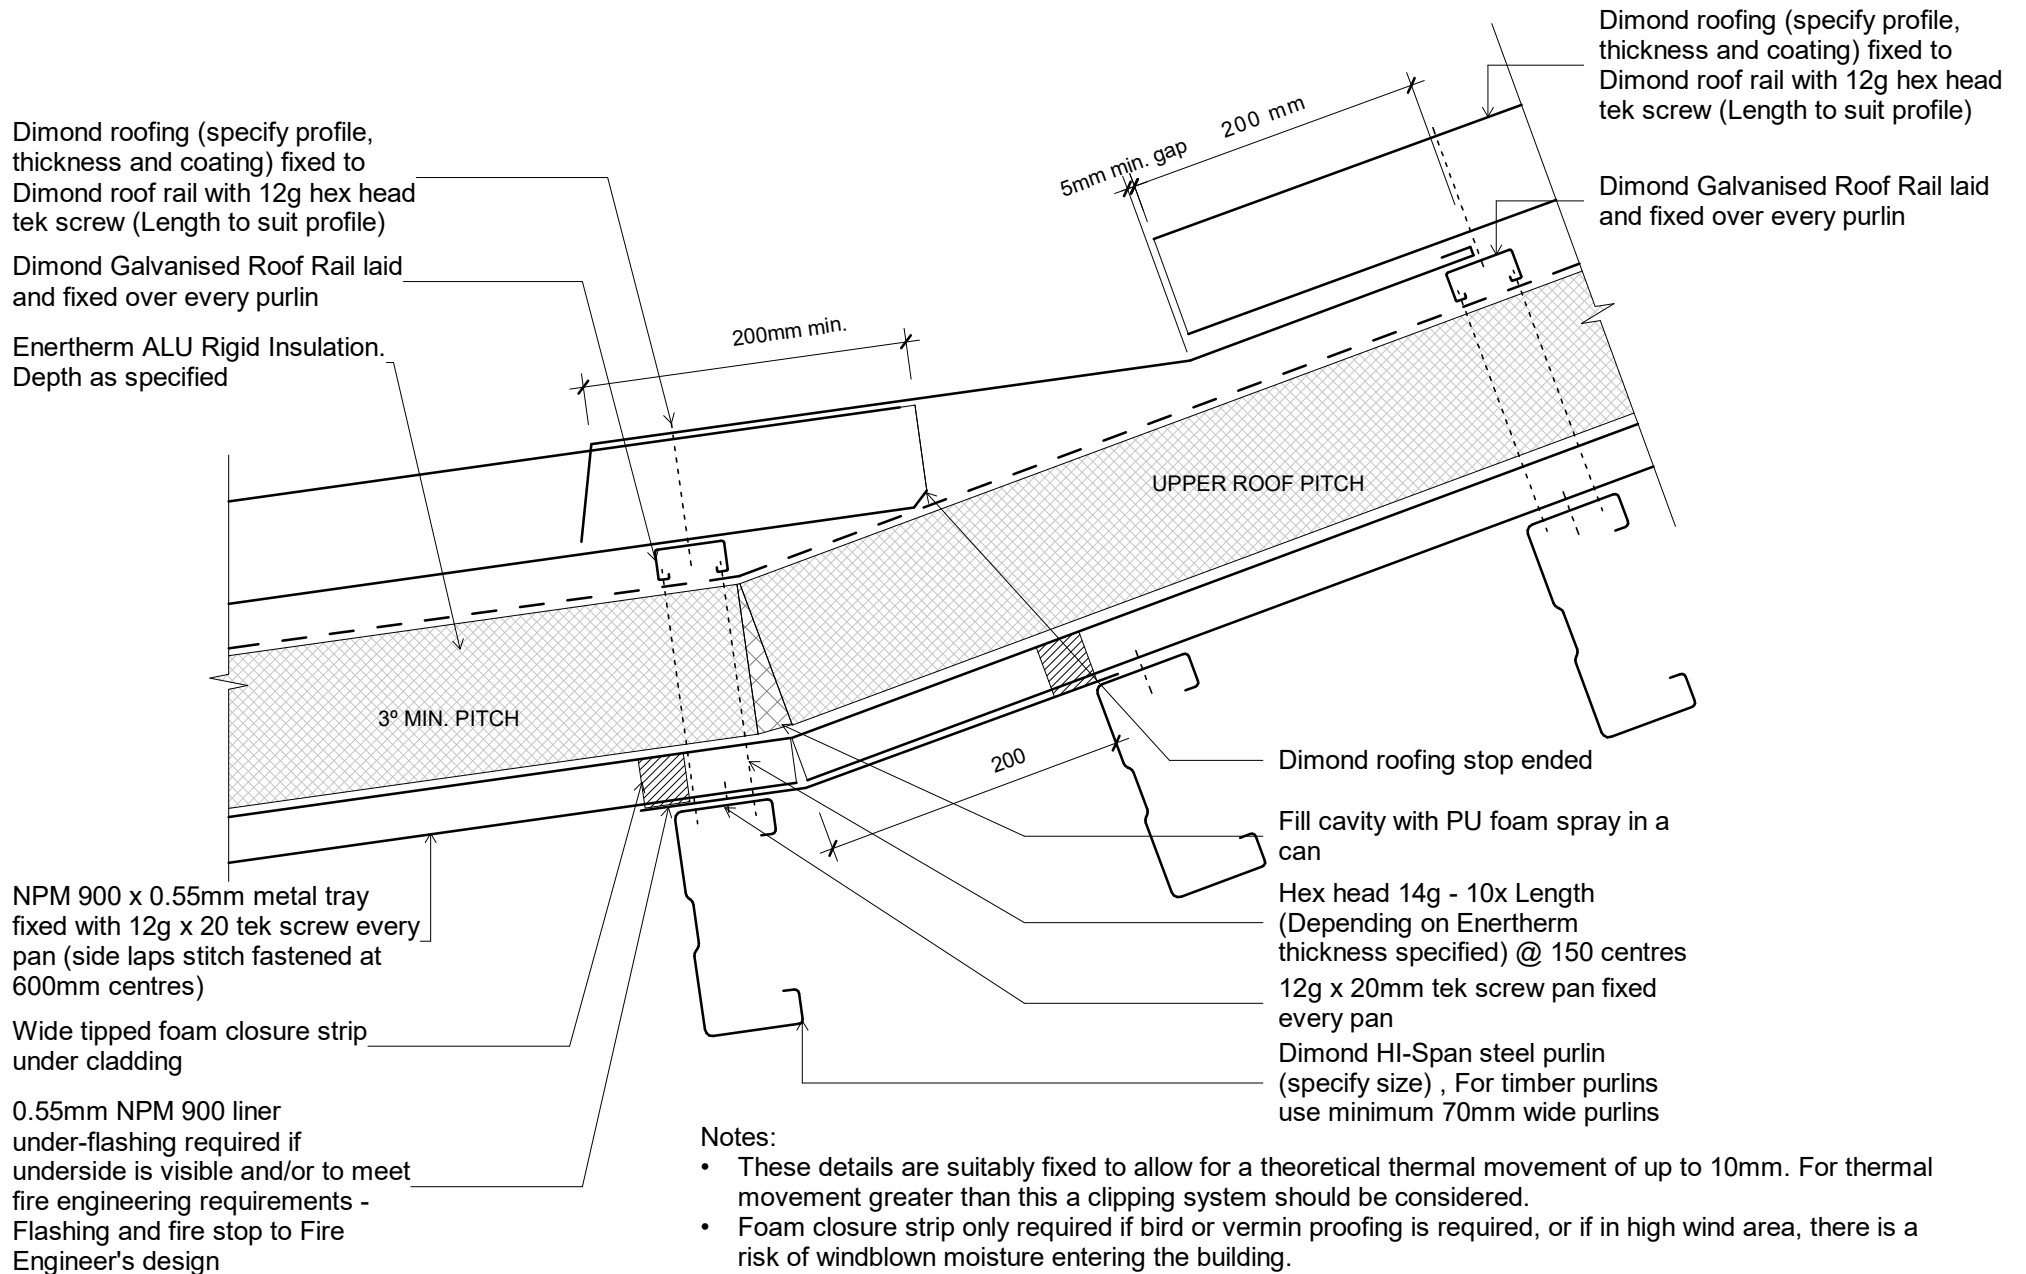 Dimond roofing (specify profile,
thickness and coating) fixed to
Dimond roof rail with 12g hex head
tek screw (Length to suit profile)
Dimond Galvanised Roof Rail laid
and fixed over every purlin
Enertherm ALU Rigid Insulation.
Depth as specified
200mm min.
5mm min. gap
200 mm
Dimond roofing (specify profile,
thickness and coating) fixed to
Dimond roof rail with 12g hex head
tek screw (Length to suit profile)
Dimond Galvanised Roof Rail laid
and fixed over every purlin
UPPER ROOF PITCH
3º MIN. PITCH
200
NPM 900 x 0.55mm metal tray
fixed with 12g x 20 tek screw every
pan (side laps stitch fastened at
600mm centres)
Wide tipped foam closure strip
under cladding
0.55mm NPM 900 liner
under-flashing required if
underside is visible and/or to meet
fire engineering requirements -
Flashing and fire stop to Fire
Engineer's design
Dimond roofing stop ended
Fill cavity with PU foam spray in a
can
Hex head 14g - 10x Length
(Depending on Enertherm
thickness specified) @ 150 centres
12g x 20mm tek screw pan fixed
every pan
Dimond HI-Span steel purlin
(specify size) , For timber purlins
use minimum 70mm wide purlins
Notes:
• These details are suitably fixed to allow for a theoretical thermal movement of up to 10mm. For thermal
movement greater than this a clipping system should be considered.
• Foam closure strip only required if bird or vermin proofing is required, or if in high wind area, there is a
risk of windblown moisture entering the building.